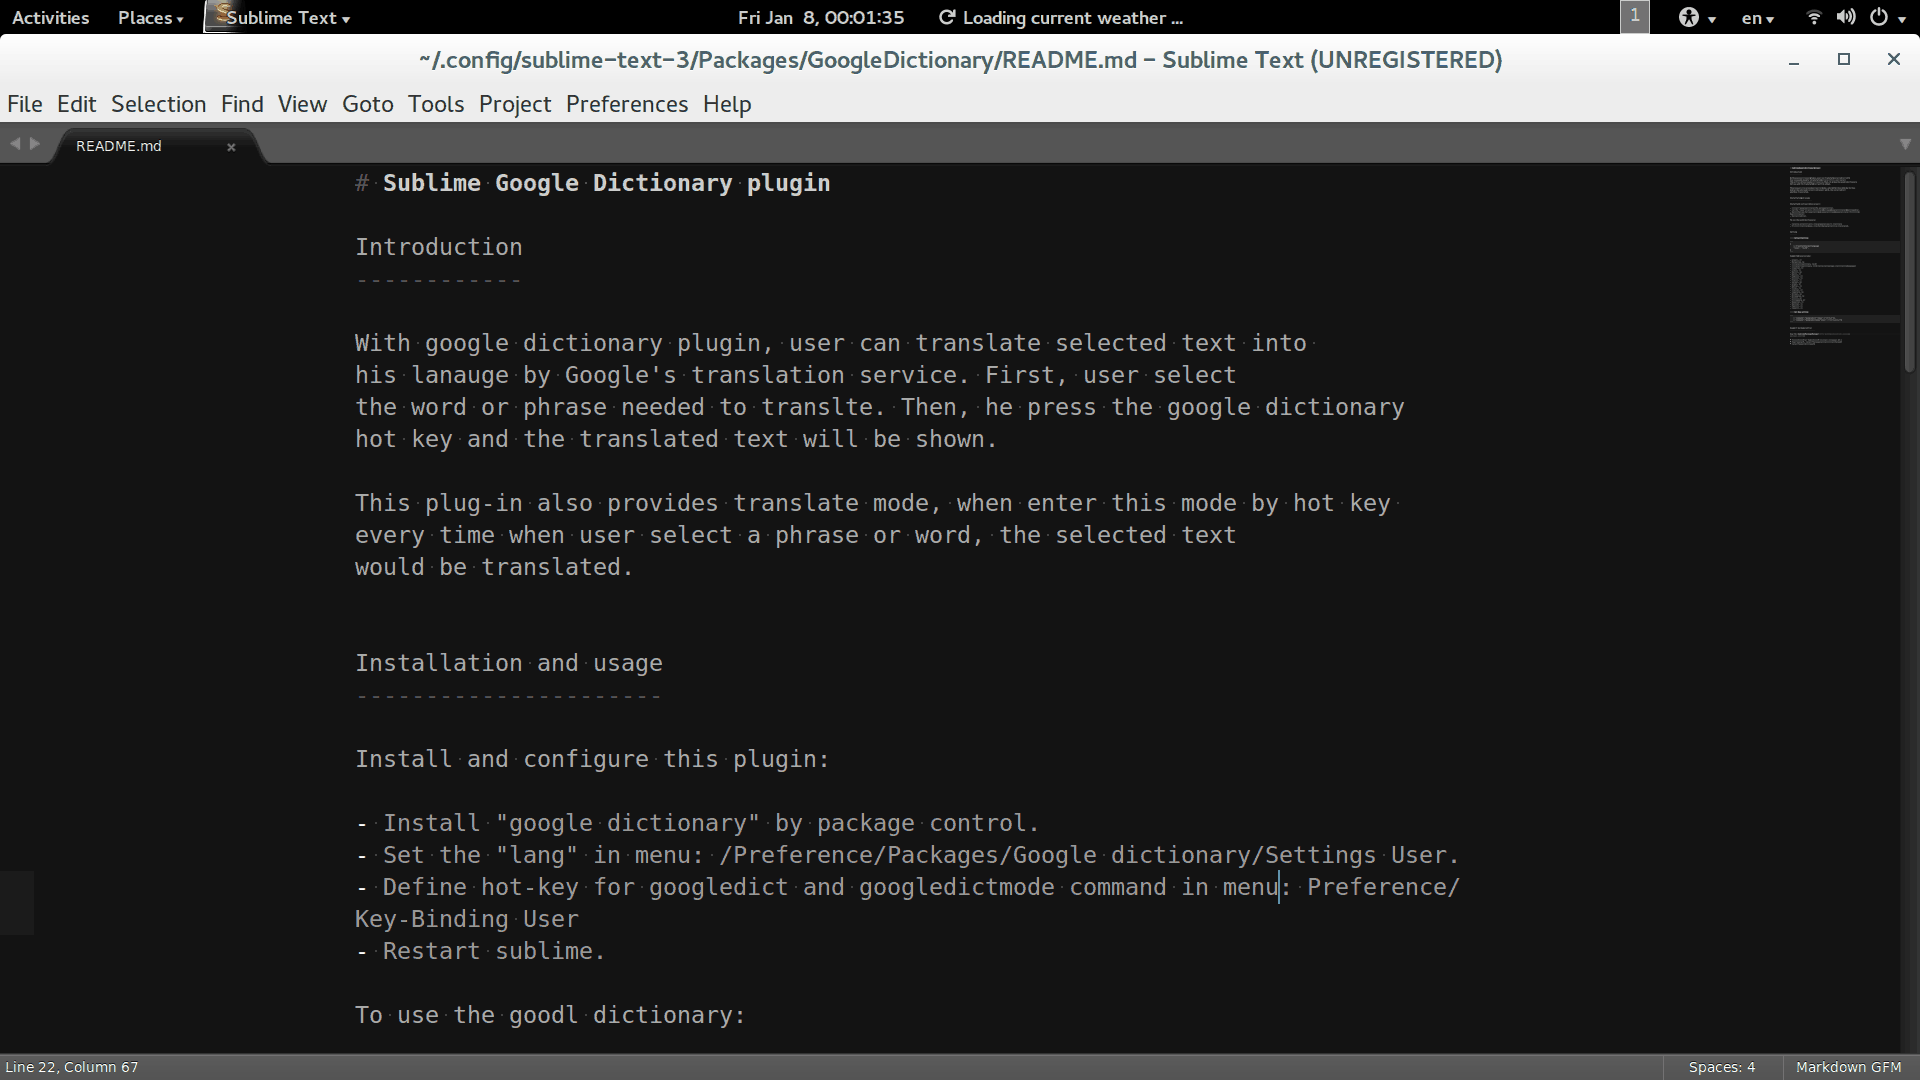 Activities Places Sublime Text Fri Jan 8, 00:01:35 Loading current weather ... 1 en
~/.config/sublime-text-3/Packages/GoogleDictionary/README.md - Sublime Text (UNREGISTERED)
File Edit Selection Find View Goto Tools Project Preferences Help
README.md
# Sublime Google Dictionary plugin
Introduction
------------
With google dictionary plugin, user can translate selected text into
his lanauge by Google's translation service. First, user select
the word or phrase needed to translte. Then, he press the google dictionary
hot key and the translated text will be shown.
This plug-in also provides translate mode, when enter this mode by hot key
every time when user select a phrase or word, the selected text
would be translated.
Installation and usage
----------------------
Install and configure this plugin:
- Install "google dictionary" by package control.
- Set the "lang" in menu: /Preference/Packages/Google dictionary/Settings User.
- Define hot-key for googledict and googledictmode command in menu: Preference/
Key-Binding User
- Restart sublime.
To use the goodl dictionary:
Line 22, Column 67 Spaces: 4 Markdown GFM